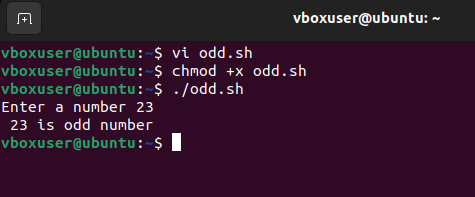 vboxuser@ubuntu: ~
vboxuser@ubuntu:~$ vi odd.sh
vboxuser@ubuntu:~$ chmod +x odd.sh
vboxuser@ubuntu:~$ ./odd.sh
Enter a number 23
 23 is odd number
vboxuser@ubuntu:~$